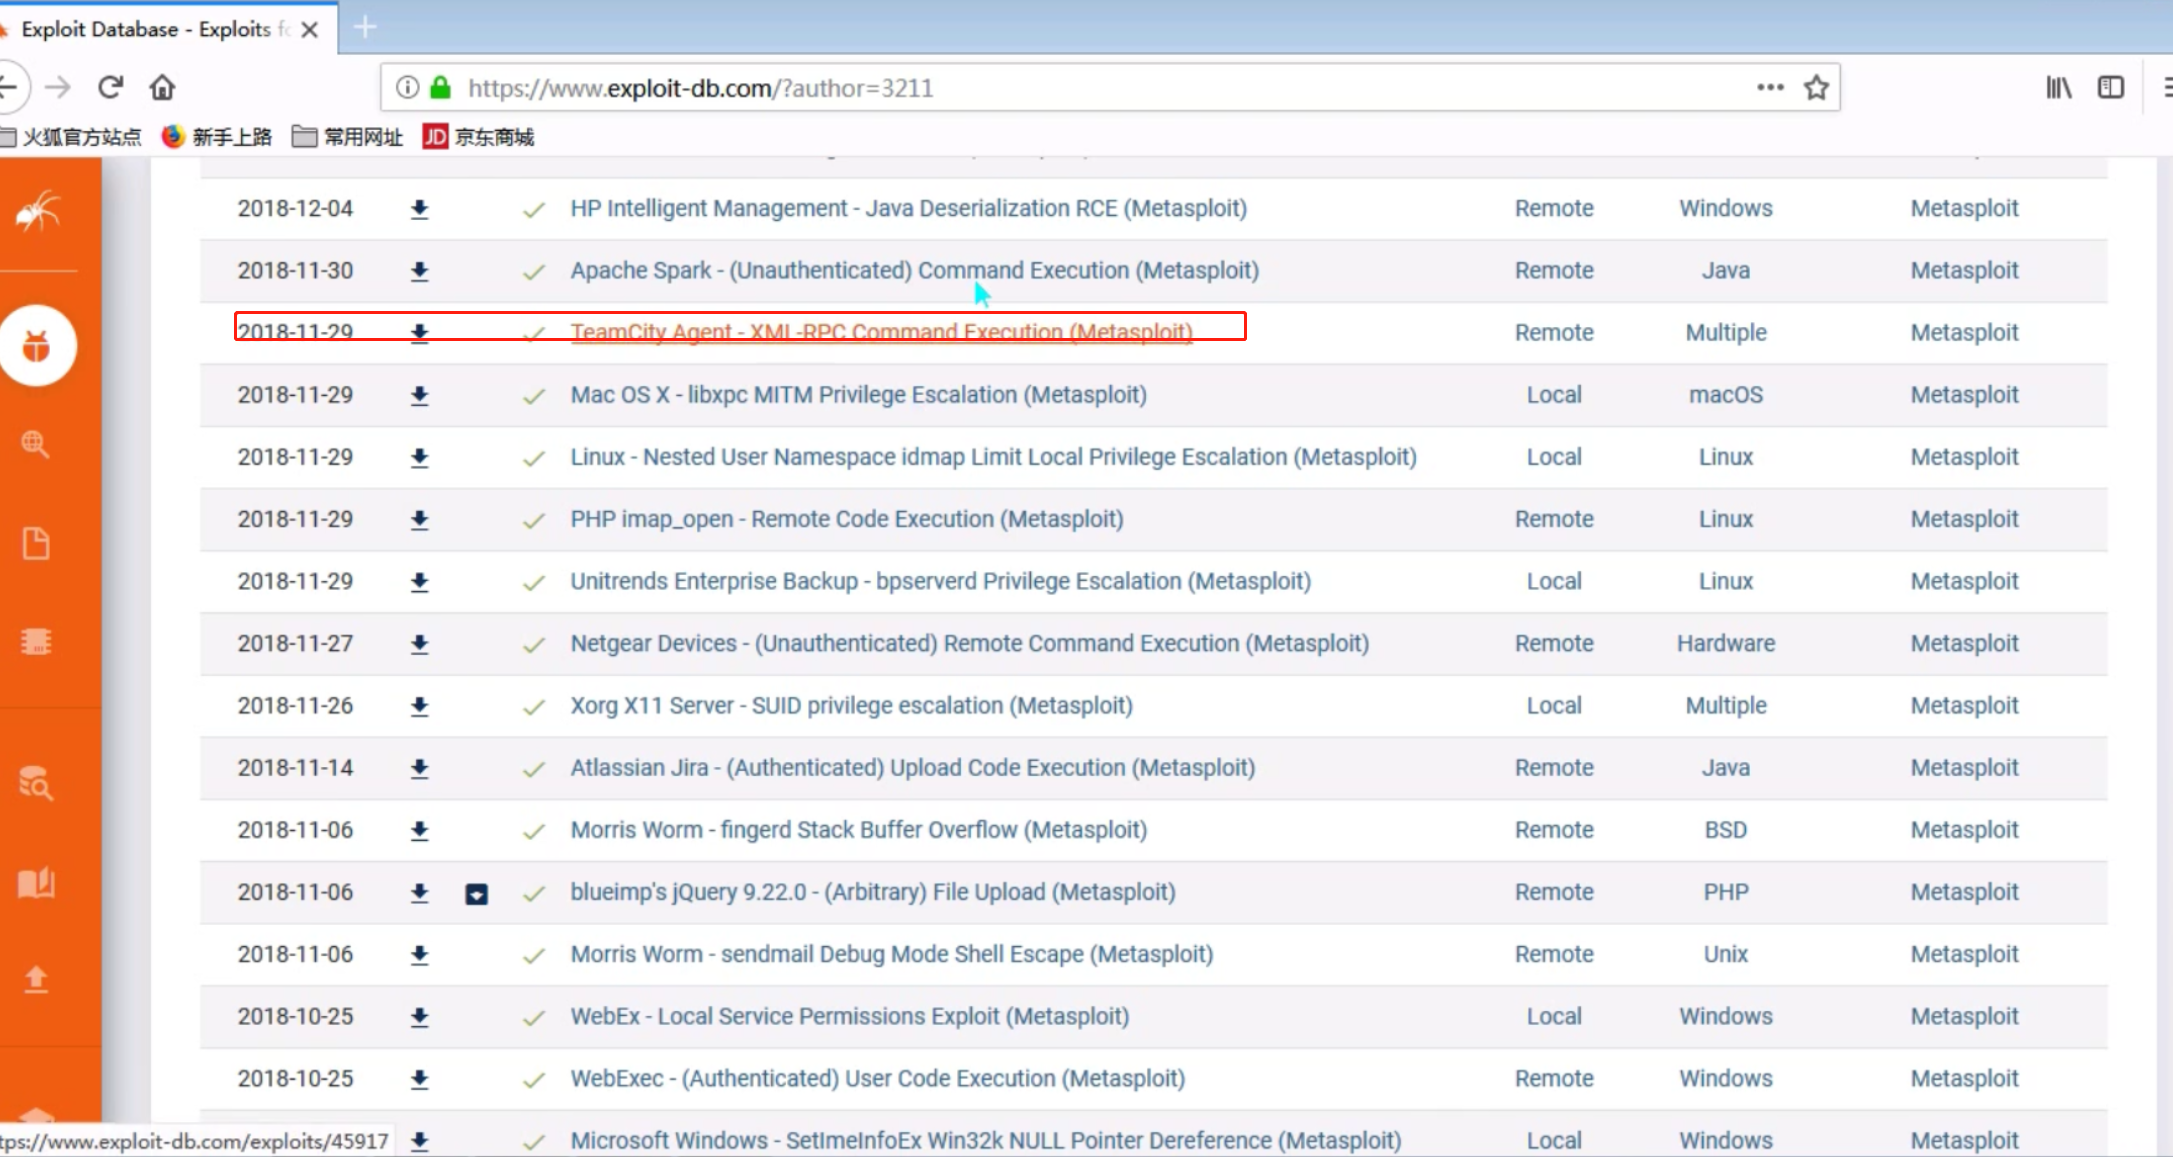 Exploit Database - Exploits f
https://www.exploit-db.com/?author=3211
火狐官方站点 新手上路 常用网址 JD 京东商城
2018-12-04 HP Intelligent Management - Java Deserialization RCE (Metasploit) Remote Windows Metasploit
2018-11-30 Apache Spark - (Unauthenticated) Command Execution (Metasploit) Remote Java Metasploit
2018-11-29 TeamCity Agent - XML-RPC Command Execution (Metasploit) Remote Multiple Metasploit
2018-11-29 Mac OS X - libxpc MITM Privilege Escalation (Metasploit) Local macOS Metasploit
2018-11-29 Linux - Nested User Namespace idmap Limit Local Privilege Escalation (Metasploit) Local Linux Metasploit
2018-11-29 PHP imap_open - Remote Code Execution (Metasploit) Remote Linux Metasploit
2018-11-29 Unitrends Enterprise Backup - bpserverd Privilege Escalation (Metasploit) Local Linux Metasploit
2018-11-27 Netgear Devices - (Unauthenticated) Remote Command Execution (Metasploit) Remote Hardware Metasploit
2018-11-26 Xorg X11 Server - SUID privilege escalation (Metasploit) Local Multiple Metasploit
2018-11-14 Atlassian Jira - (Authenticated) Upload Code Execution (Metasploit) Remote Java Metasploit
2018-11-06 Morris Worm - fingerd Stack Buffer Overflow (Metasploit) Remote BSD Metasploit
2018-11-06 blueimp's jQuery 9.22.0 - (Arbitrary) File Upload (Metasploit) Remote PHP Metasploit
2018-11-06 Morris Worm - sendmail Debug Mode Shell Escape (Metasploit) Remote Unix Metasploit
2018-10-25 WebEx - Local Service Permissions Exploit (Metasploit) Local Windows Metasploit
2018-10-25 WebExec - (Authenticated) User Code Execution (Metasploit) Remote Windows Metasploit
tps://www.exploit-db.com/exploits/45917 Microsoft Windows - SetImeInfoEx Win32k NULL Pointer Dereference (Metasploit) Local Windows Metasploit